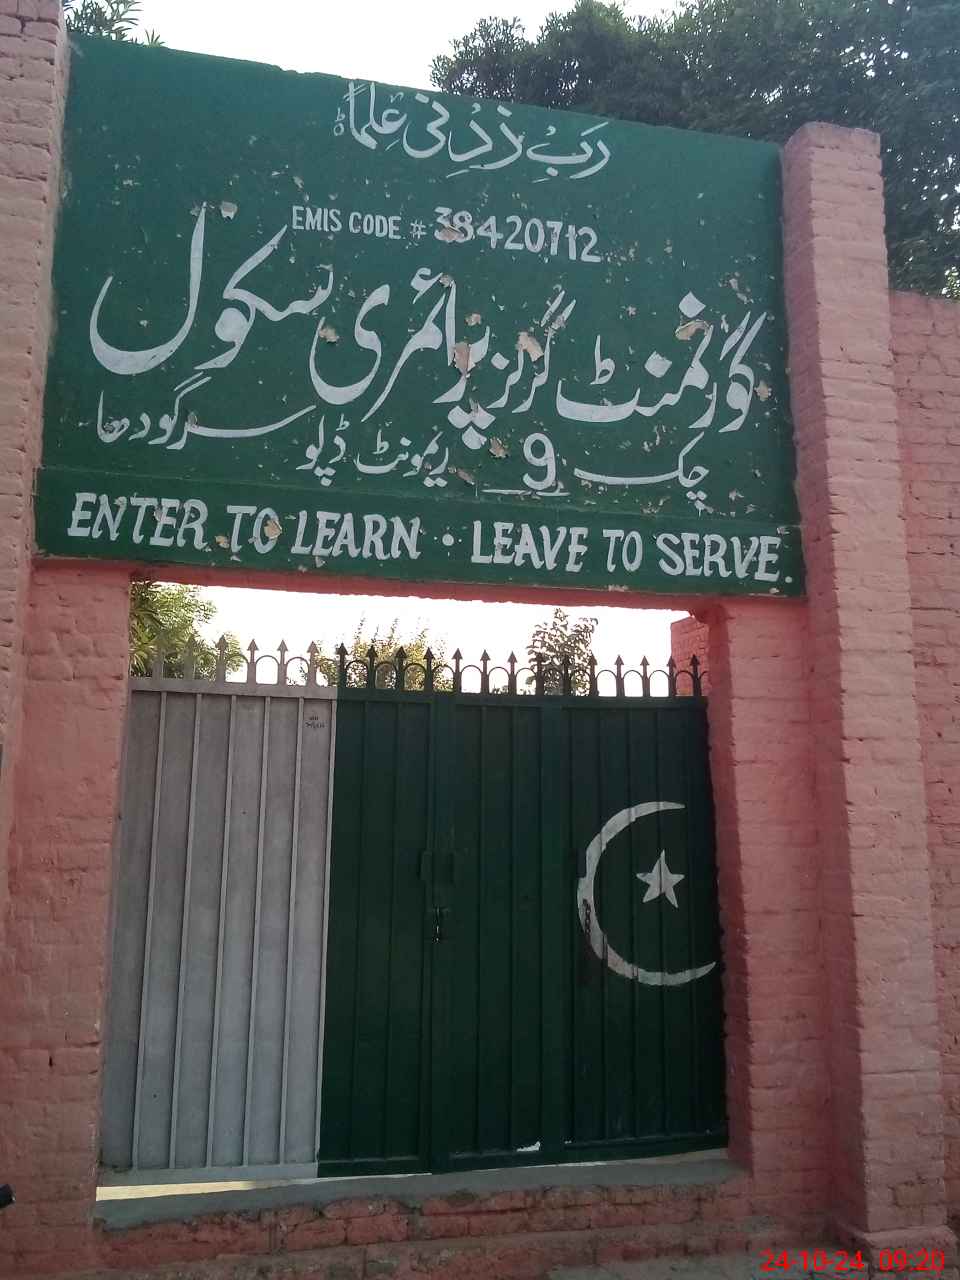 رَبِّ زِدْنِی عِلْماً
EMIS CODE # 38420712
گورنمنٹ گرلز پرائمری سکول
چک 9 ریمونٹ ڈپو سرگودھا
ENTER TO LEARN • LEAVE TO SERVE.
24-10-24 09:20